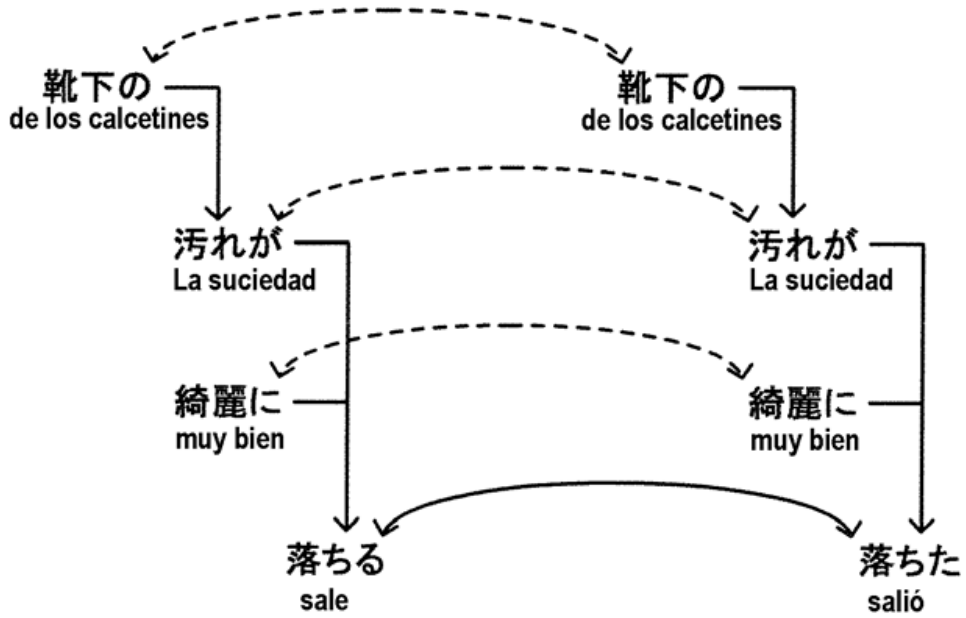 靴下の
de los calcetines
汚れが
La suciedad
綺麗に
muy bien
落ちる
sale
靴下の
de los calcetines
汚れが
La suciedad
綺麗に
muy bien
落ちた
salió